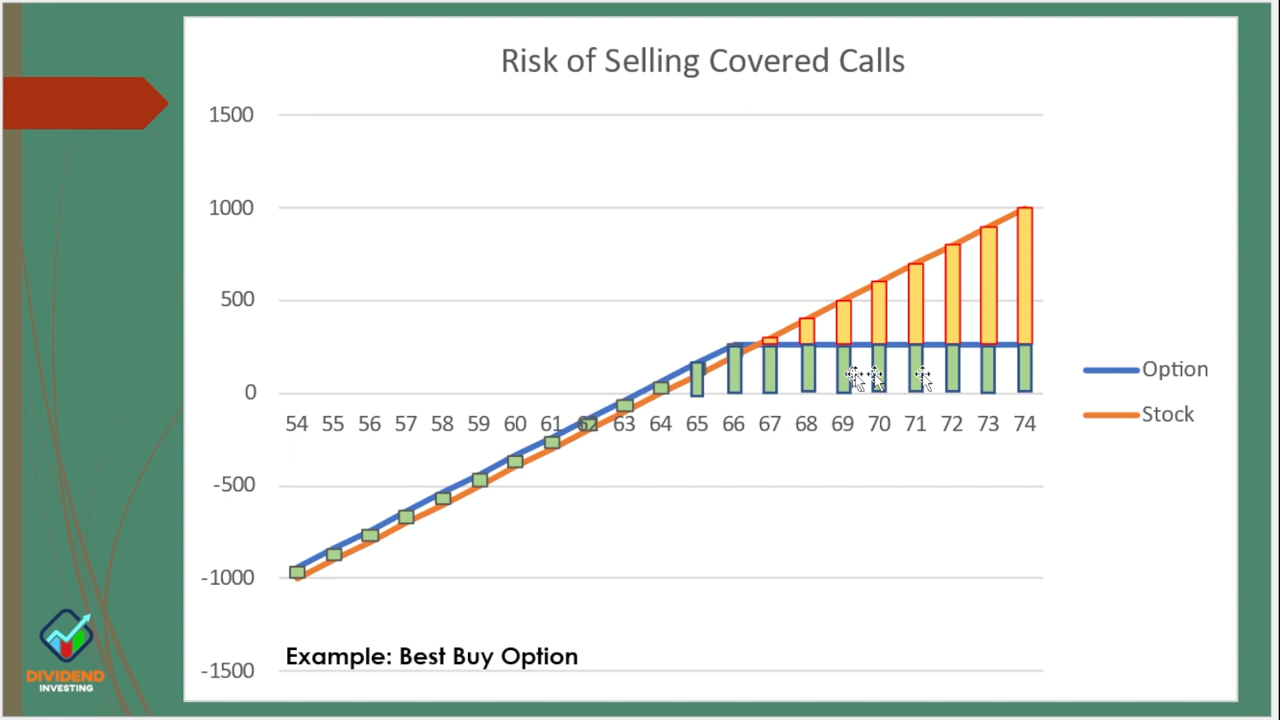 Risk of Selling Covered Calls
1500
1000
500
0
-500
-1000
-1500
54 55 56 57 58 59 60 61 62 63 64 65 66 67 68 69 70 71 72 73 74
Option
Stock
Example: Best Buy Option
DIVIDEND
INVESTING